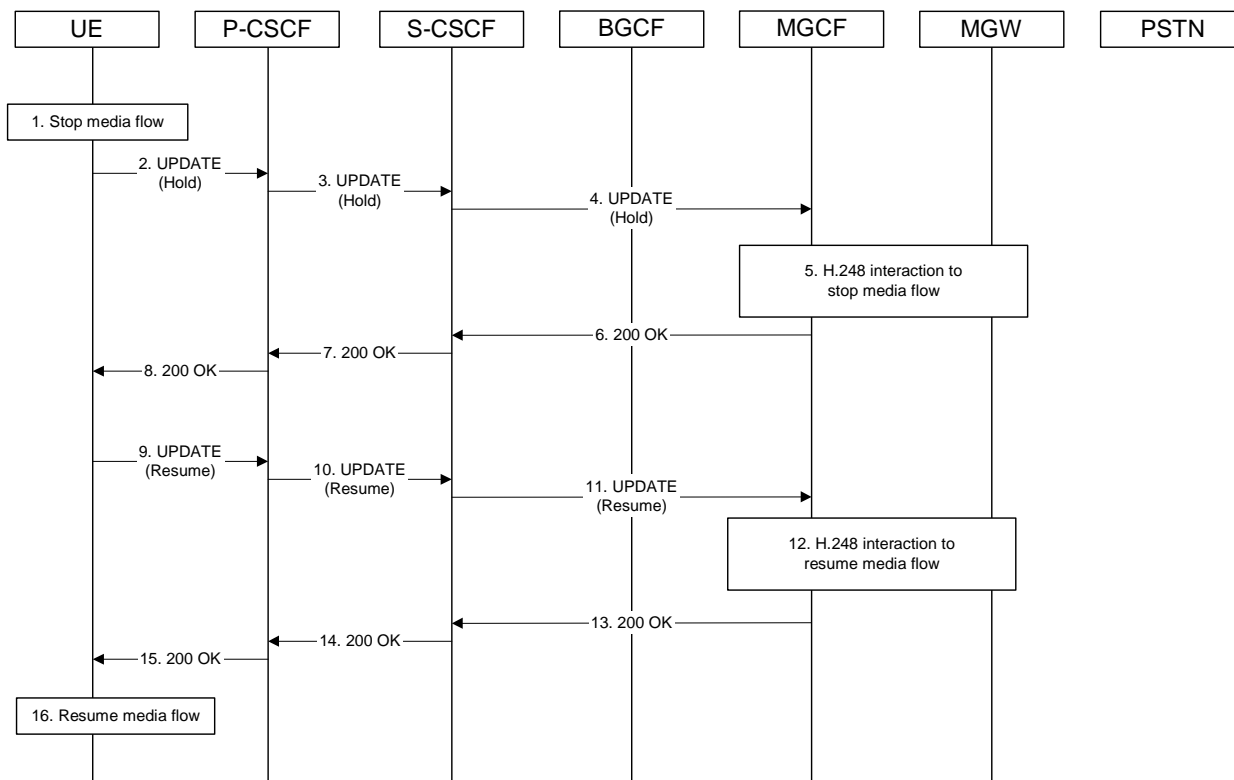 UE
P-CSCF
S-CSCF
BGCF
MGCF
MGW
PSTN
1. Stop media flow
2. UPDATE
(Hold)
3. UPDATE
(Hold)
4. UPDATE
(Hold)
5. H.248 interaction to
stop media flow
6. 200 OK
7. 200 OK
8. 200 OK
9. UPDATE
(Resume)
10. UPDATE
(Resume)
11. UPDATE
(Resume)
12. H.248 interaction to
resume media flow
13. 200 OK
14. 200 OK
15. 200 OK
16. Resume media flow